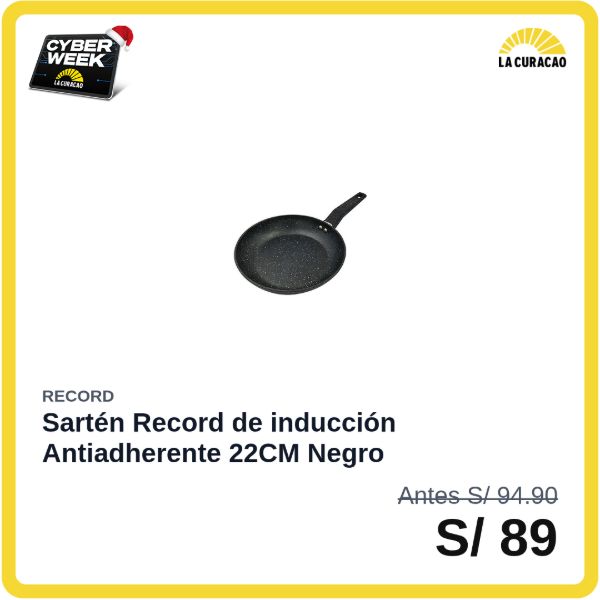 CYBER
WEEK
LA CURACAO
LA CURACAO
RECORD
Sartén Record de inducción
Antiadherente 22CM Negro
Antes S/ 94.90
S/ 89